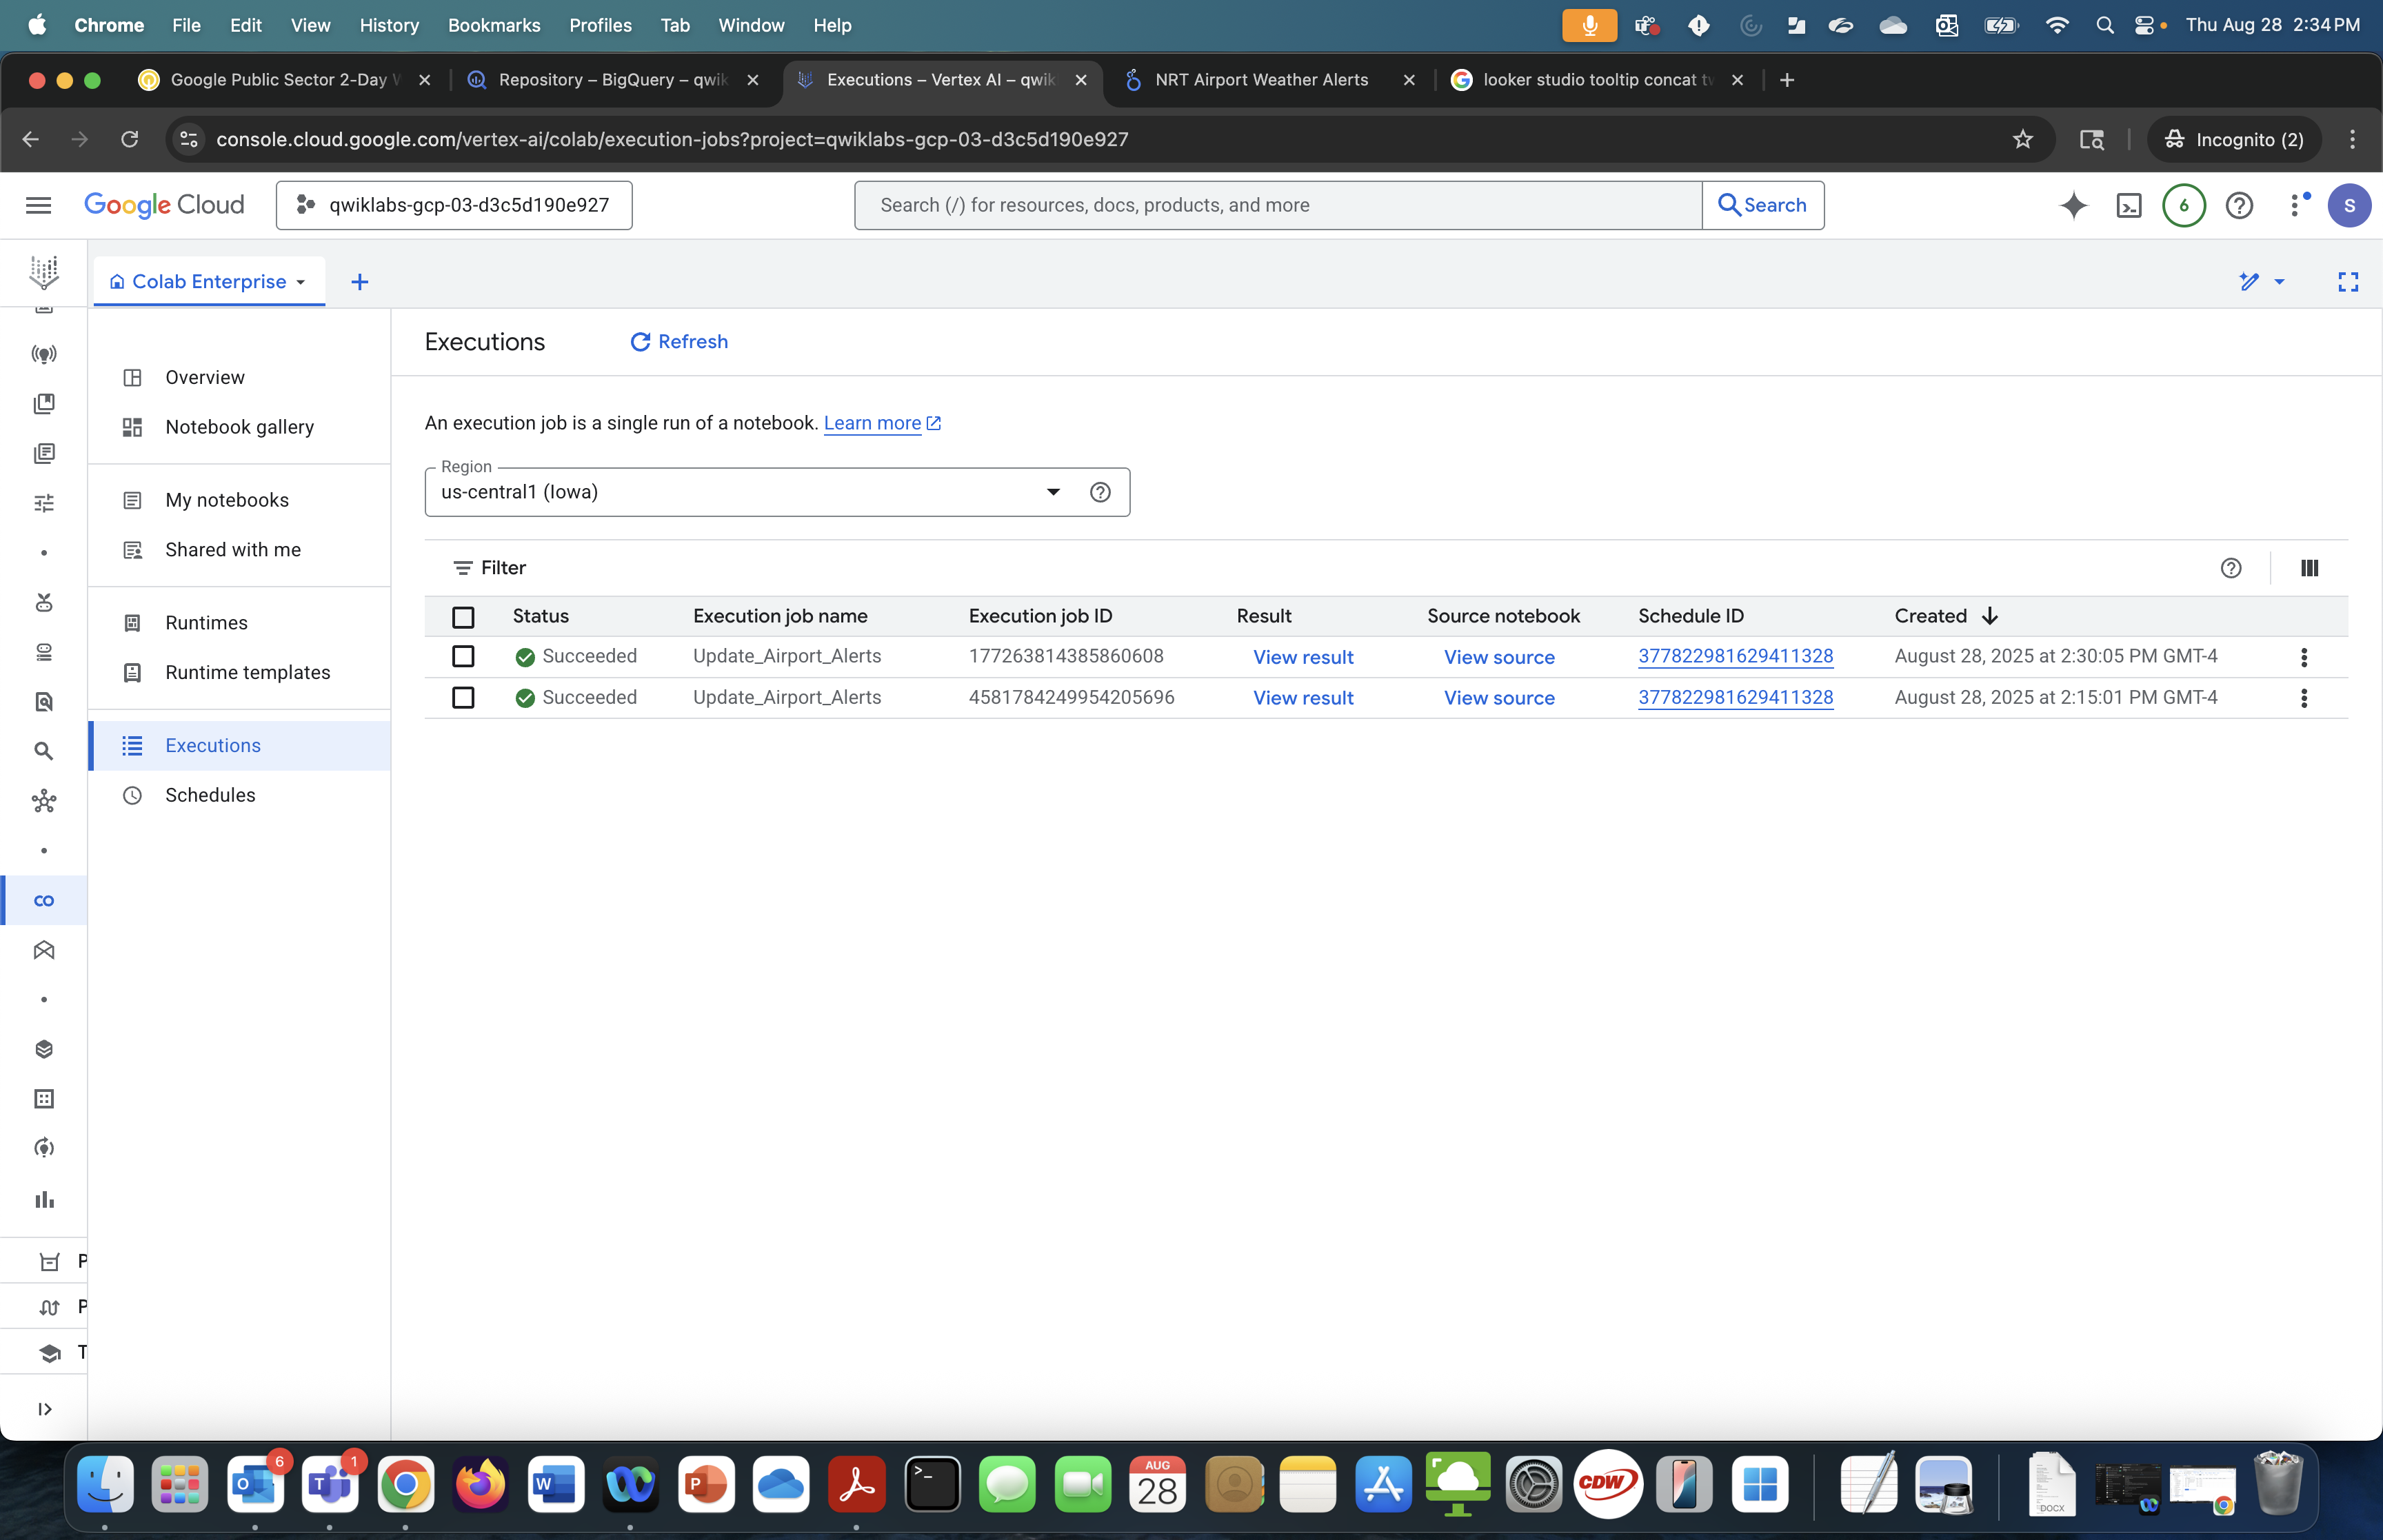 Chrome File Edit View History Bookmarks Profiles Tab Window Help Thu Aug 28 2:34 PM
Google Public Sector 2-Day Repository – BigQuery – qwik Executions – Vertex AI – qwik NRT Airport Weather Alerts looker studio tooltip concat tw
console.cloud.google.com/vertex-ai/colab/execution-jobs?project=qwiklabs-gcp-03-d3c5d190e927 Incognito (2)
Google Cloud qwiklabs-gcp-03-d3c5d190e927 Search (/) for resources, docs, products, and more Search 6 S
Colab Enterprise
Executions Refresh
Overview
Notebook gallery
My notebooks
Shared with me
Runtimes
Runtime templates
Executions
Schedules
An execution job is a single run of a notebook. Learn more
Region
us-central1 (Iowa)
Filter
Status Execution job name Execution job ID Result Source notebook Schedule ID Created
Succeeded Update_Airport_Alerts 177263814385860608 View result View source 377822981629411328 August 28, 2025 at 2:30:05 PM GMT-4
Succeeded Update_Airport_Alerts 4581784249954205696 View result View source 377822981629411328 August 28, 2025 at 2:15:01 PM GMT-4
CO
P
P
T
6 1 AUG
28
CDW
DOCX